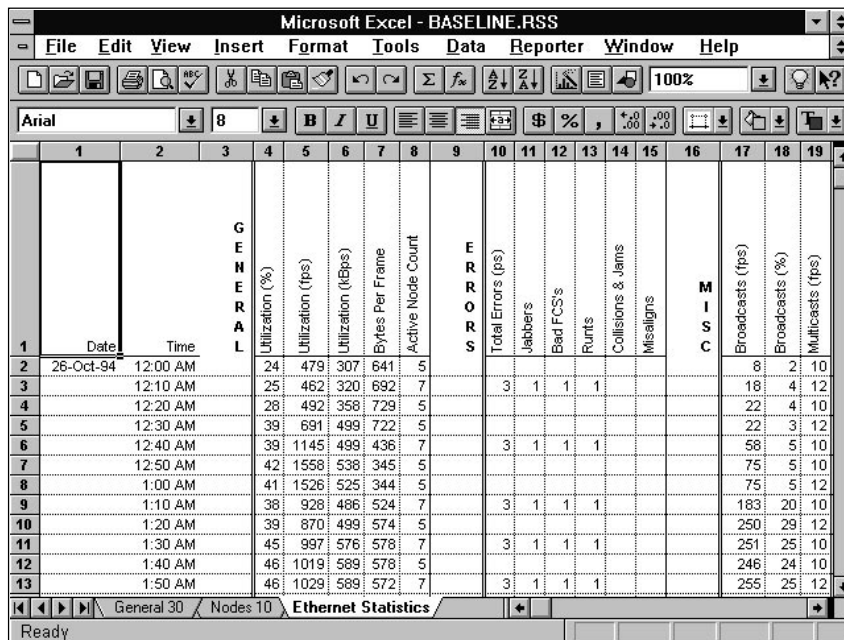 Microsoft Excel - BASELINE.RSS
File Edit View Insert Format Tools Data Reporter Window Help
ABC Σ fx A Z Z A 100% ?
Arial 8 B I U a $ % , .0 .00 .00 .0 T
1 2 3 4 5 6 7 8 9 10 11 12 13 14 15 16 17 18 19
1 Date Time GENERAL Utilization (%) Utilization (fps) Utilization (kBps) Bytes Per Frame Active Node Count ERRORS Total Errors (ps) Jabbers Bad FCS's Runts Collisions & Jams Misaligns MISC Broadcasts (fps) Broadcasts (%) Multicasts (fps)
2 26-Oct-94 12:00 AM 24 479 307 641 5 8 2 10
3 12:10 AM 25 462 320 692 7 3 1 1 1 18 4 12
4 12:20 AM 28 492 358 729 5 22 4 10
5 12:30 AM 39 691 499 722 5 22 3 12
6 12:40 AM 39 1145 499 436 7 3 1 1 1 58 5 10
7 12:50 AM 42 1558 538 345 5 75 5 10
8 1:00 AM 41 1526 525 344 5 75 5 12
9 1:10 AM 38 928 486 524 7 3 1 1 1 183 20 10
10 1:20 AM 39 870 499 574 5 250 29 12
11 1:30 AM 45 997 576 578 7 3 1 1 1 251 25 10
12 1:40 AM 46 1019 589 578 5 246 24 10
13 1:50 AM 46 1029 589 572 7 3 1 1 1 255 25 12
General 30 Nodes 10 Ethernet Statistics
Ready